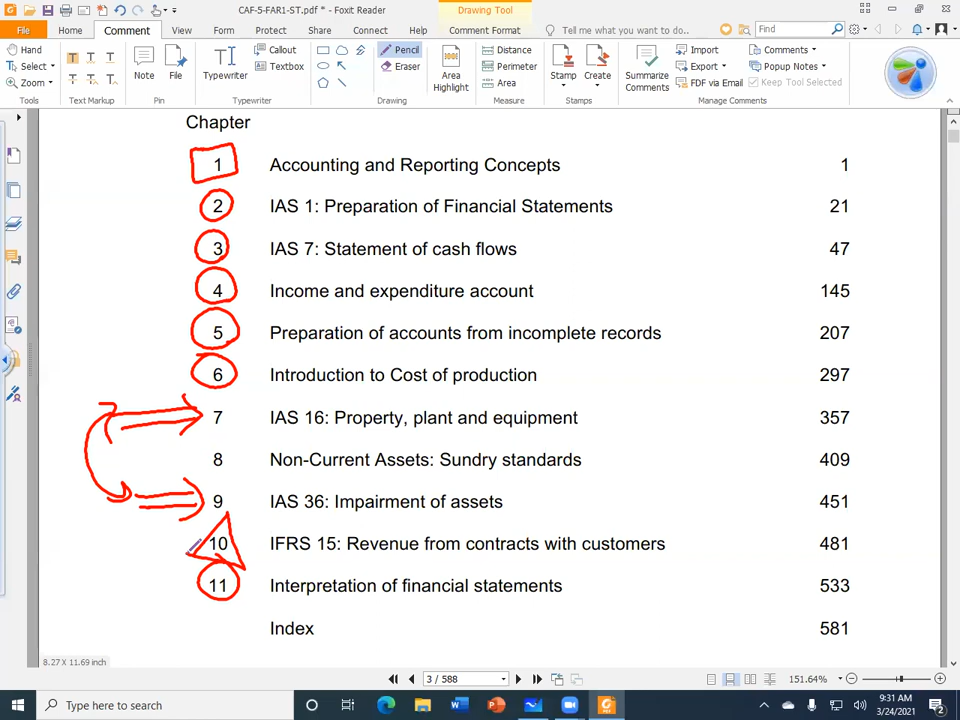 CAF-5-FAR1-ST.pdf * - Foxit Reader
Drawing Tool
File Home Comment View Form Protect Share Connect Help Comment Format Tell me what you want to do... Find
Hand Select Zoom Tools
Text Markup
Note File Pin
Typewriter Callout Textbox Typewriter
Pencil Eraser Drawing
Area Highlight Distance Perimeter Area Measure
Stamp Create Stamps
Summarize Comments Import Export FDF via Email Comments Popup Notes Keep Tool Selected Manage Comments
Chapter
1 Accounting and Reporting Concepts 1
2 IAS 1: Preparation of Financial Statements 21
3 IAS 7: Statement of cash flows 47
4 Income and expenditure account 145
5 Preparation of accounts from incomplete records 207
6 Introduction to Cost of production 297
7 IAS 16: Property, plant and equipment 357
8 Non-Current Assets: Sundry standards 409
9 IAS 36: Impairment of assets 451
10 IFRS 15: Revenue from contracts with customers 481
11 Interpretation of financial statements 533
Index 581
8.27 X 11.69 inch
3 / 588 151.64%
Type here to search
9:31 AM
3/24/2021
2